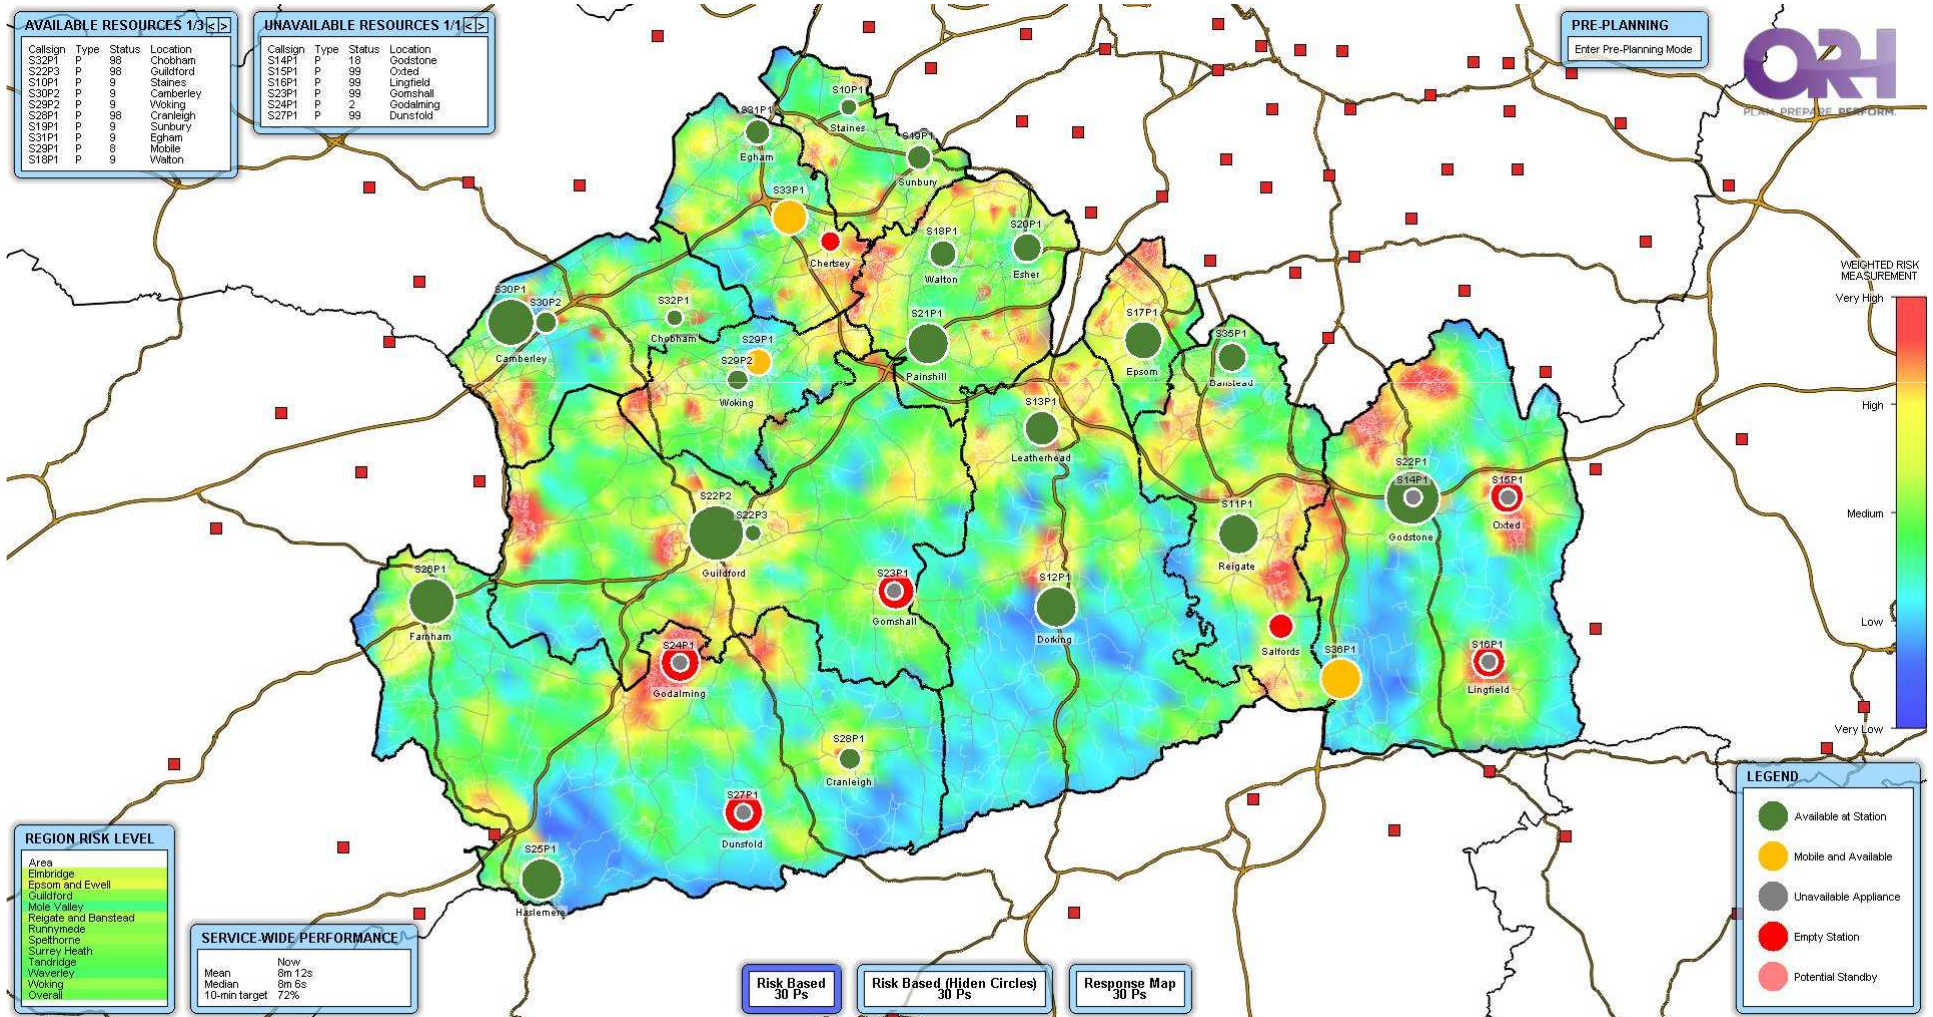 AVAILABLE RESOURCES 1/3 < >
Callsign Type Status Location
S32P1 P 98 Chobham
S22P3 P 98 Guildford
S10P1 P 9 Staines
S30P2 P 9 Camberley
S29P2 P 9 Woking
S28P1 P 98 Cranleigh
S19P1 P 9 Sunbury
S31P1 P 9 Egham
S29P1 P 8 Mobile
S18P1 P 9 Walton
UNAVAILABLE RESOURCES 1/1 < >
Callsign Type Status Location
S14P1 P 18 Godstone
S15P1 P 99 Oxted
S16P1 P 99 Lingfield
S23P1 P 99 Gomshall
S24P1 P 2 Godalming
S27P1 P 99 Dunsfold
PRE-PLANNING
Enter Pre-Planning Mode
ORH
PLAN. PREPARE. PERFORM.
S10P1
Staines
S31P1
Egham
S19P1
Sunbury
S33P1
Chertsey
S18P1
Walton
S20P1
Esher
S30P1
S30P2
Camberley
S32P1
Chobham
S29P1
S29P2
Woking
S21P1
Painshill
S17P1
Epsom
S35P1
Banstead
S13P1
Leatherhead
S22P2
S22P3
Guildford
S22P1
S14P1
Godstone
S15P1
Oxted
S11P1
Reigate
S26P1
Farnham
S23P1
Gomshall
S12P1
Dorking
Salfords
S24P1
Godalming
S36P1
S16P1
Lingfield
S28P1
Cranleigh
S27P1
Dunsfold
S25P1
Haslemere
WEIGHTED RISK
MEASUREMENT
Very High
High
Medium
Low
Very Low
REGION RISK LEVEL
Area
Elmbridge
Epsom and Ewell
Guildford
Mole Valley
Reigate and Banstead
Runnymede
Spelthorne
Surrey Heath
Tandridge
Waverley
Woking
Overall
SERVICE-WIDE PERFORMANCE
Now
Mean 8m 12s
Median 8m 6s
10-min target 72%
Risk Based
30 Ps
Risk Based (Hiden Circles)
30 Ps
Response Map
30 Ps
LEGEND
Available at Station
Mobile and Available
Unavailable Appliance
Empty Station
Potential Standby